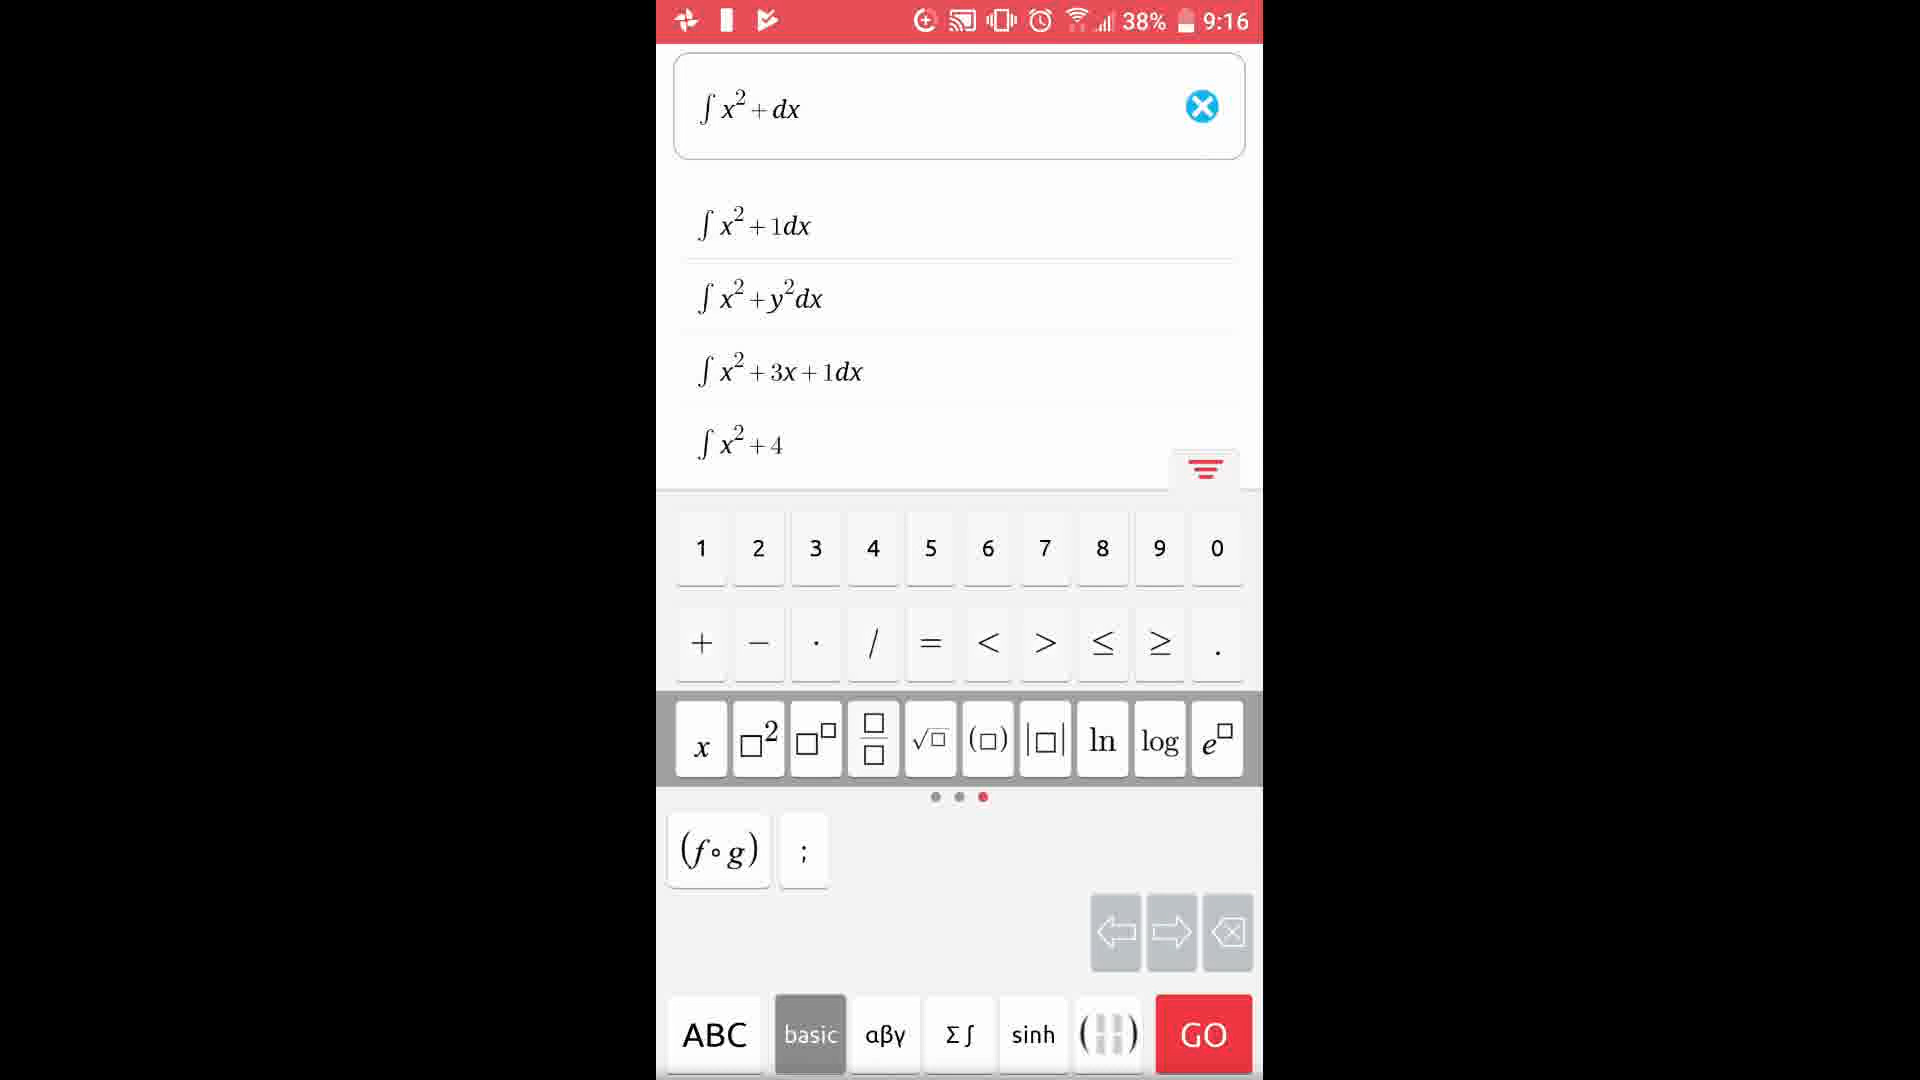 38% 9:16
∫ x² + dx
∫ x² + 1dx
∫ x² + y²dx
∫ x² + 3x + 1dx
∫ x² + 4
1 2 3 4 5 6 7 8 9 0
+ − · / = < > ≤ ≥ .
x □² □^□ □/□ √□ (□) |□| ln log e^□
(f∘g) ;
ABC basic αβγ Σ∫ sinh GO